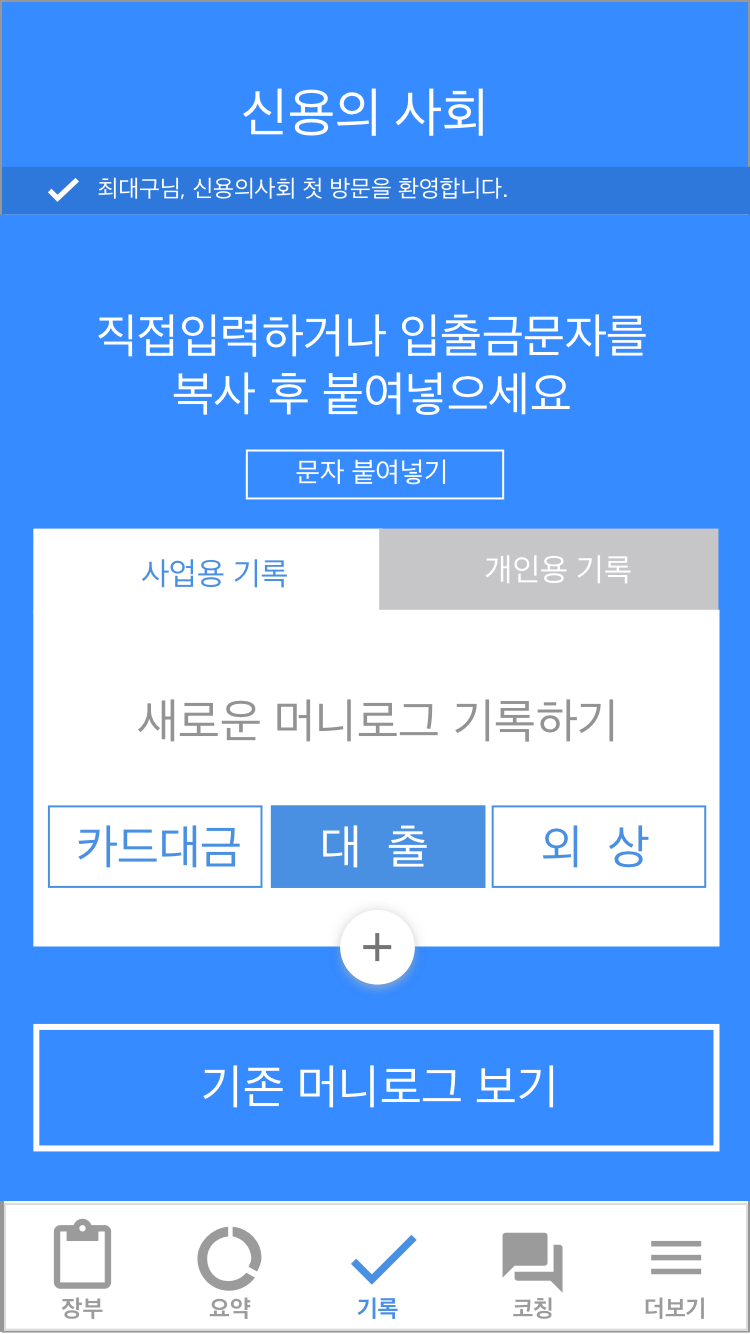 신용의 사회
최대구님, 신용의사회 첫 방문을 환영합니다.
직접입력하거나 입출금문자를
복사 후 붙여넣으세요
문자 붙여넣기
사업용 기록
개인용 기록
새로운 머니로그 기록하기
카드대금
대 출
외 상
+
기존 머니로그 보기
장부
요약
기록
코칭
더보기